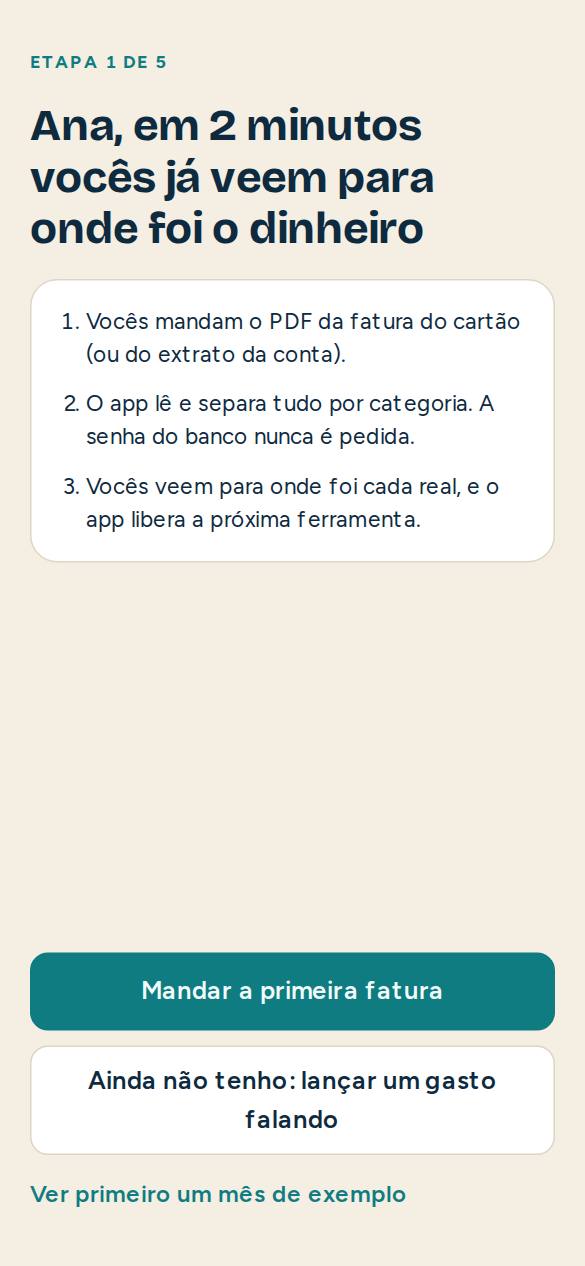 ETAPA 1 DE 5
Ana, em 2 minutos
vocês já veem para
onde foi o dinheiro
1. Vocês mandam o PDF da fatura do cartão
(ou do extrato da conta).
2. O app lê e separa tudo por categoria. A
senha do banco nunca é pedida.
3. Vocês veem para onde foi cada real, e o
app libera a próxima ferramenta.
Mandar a primeira fatura
Ainda não tenho: lançar um gasto
falando
Ver primeiro um mês de exemplo